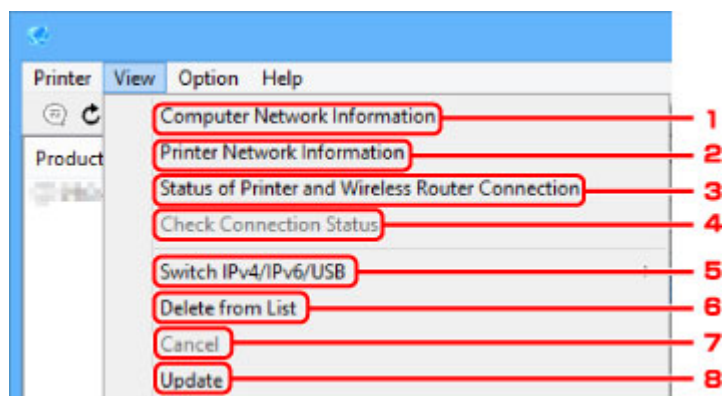 Printer View Option Help
Product
Computer Network Information 1
Printer Network Information 2
Status of Printer and Wireless Router Connection 3
Check Connection Status 4
Switch IPv4/IPv6/USB 5
Delete from List 6
Cancel 7
Update 8